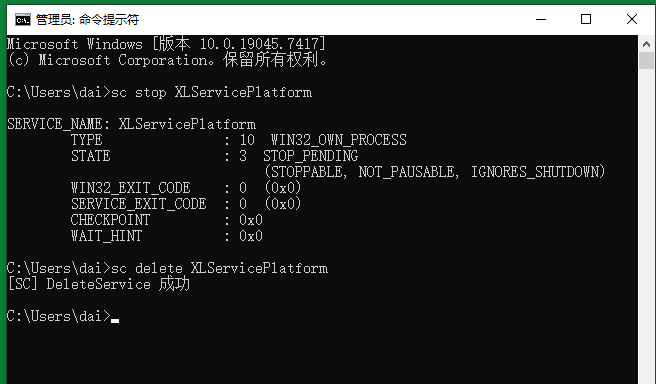 管理员: 命令提示符
Microsoft Windows [版本 10.0.19045.7417]
(c) Microsoft Corporation。保留所有权利。
C:\Users\dai>sc stop XLServicePlatform
SERVICE_NAME: XLServicePlatform
TYPE : 10 WIN32_OWN_PROCESS
STATE : 3 STOP_PENDING
(STOPPABLE, NOT_PAUSABLE, IGNORES_SHUTDOWN)
WIN32_EXIT_CODE : 0 (0x0)
SERVICE_EXIT_CODE : 0 (0x0)
CHECKPOINT : 0x0
WAIT_HINT : 0x0
C:\Users\dai>sc delete XLServicePlatform
[SC] DeleteService 成功
C:\Users\dai>